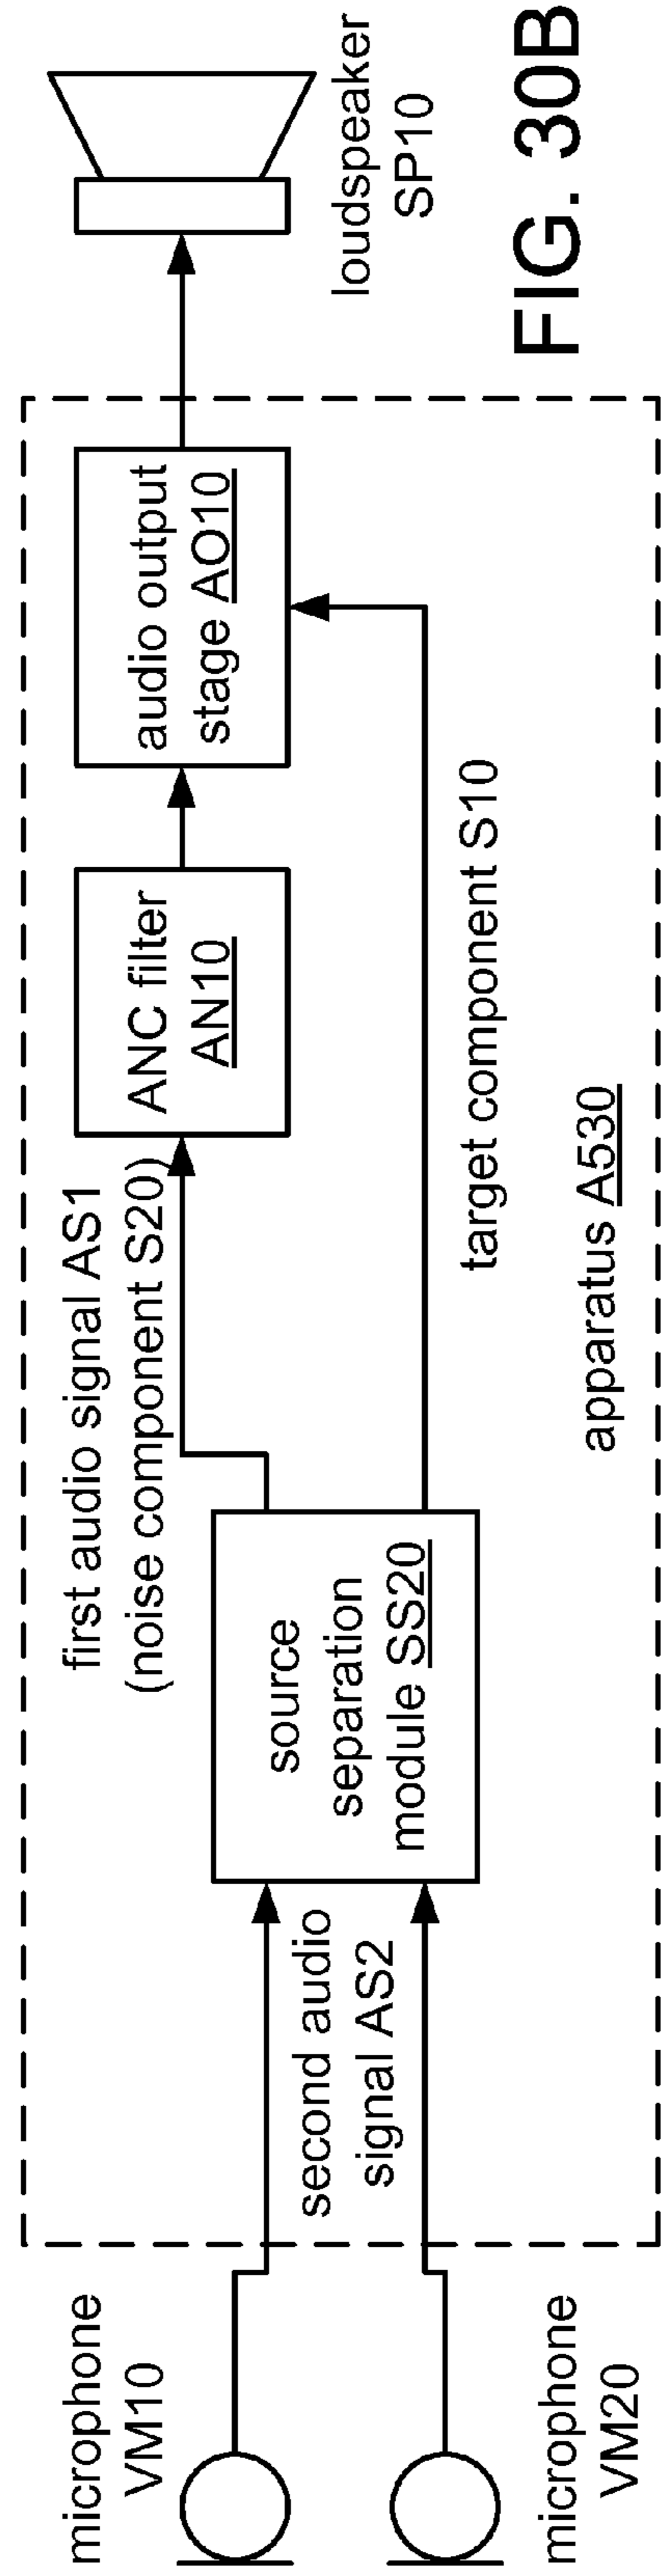 microphone
VM10
microphone
VM20
second audio
signal AS2
source
separation
module SS20
first audio signal AS1
(noise component S20)
target component S10
apparatus A530
ANC filter
AN10
audio output
stage AO10
loudspeaker
SP10
FIG. 30B